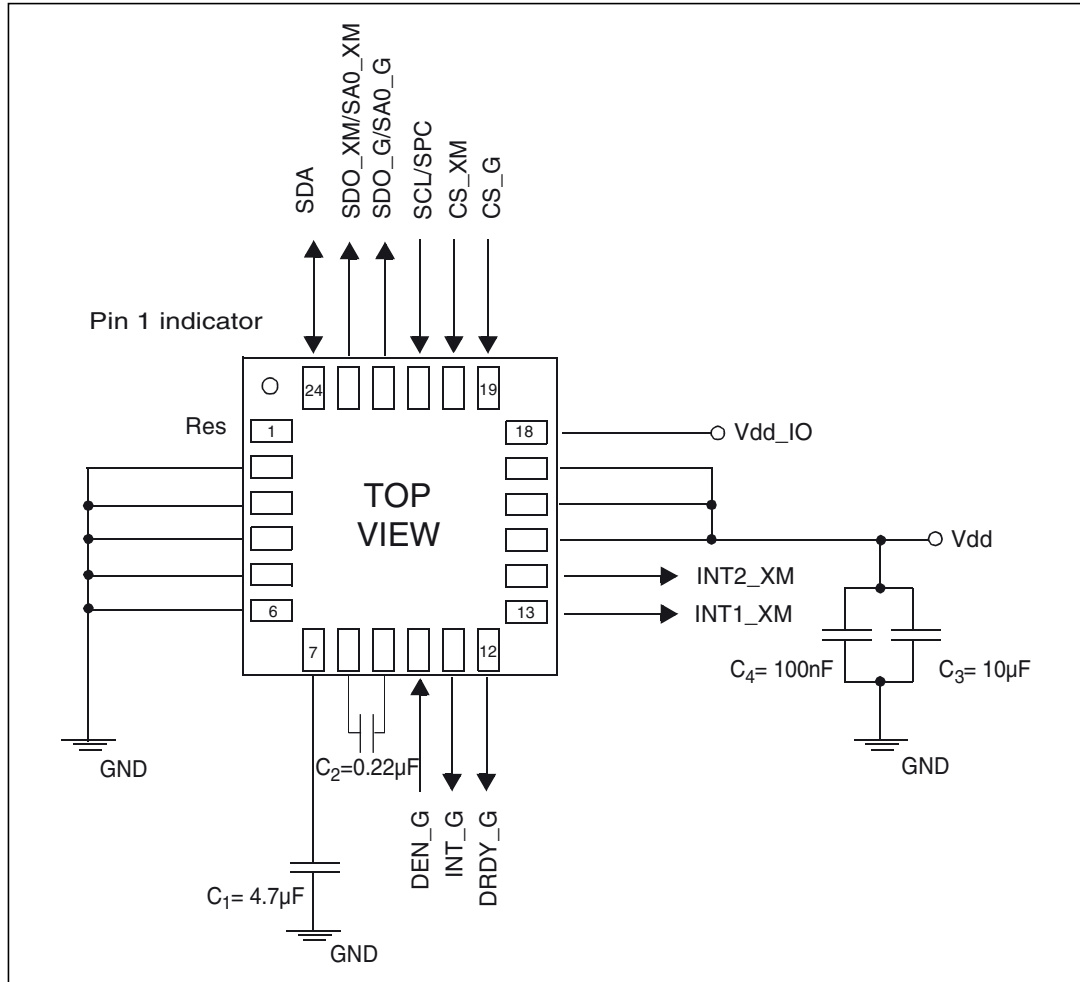 SDA
SDO_XM/SA0_XM
SDO_G/SA0_G
SCL/SPC
CS_XM
CS_G
Pin 1 indicator
24
19
Res
1
18
Vdd_IO
TOP
VIEW
Vdd
INT2_XM
6
13
INT1_XM
7
12
C4= 100nF
C3= 10µF
GND
C2=0.22µF
GND
DEN_G
INT_G
DRDY_G
C1= 4.7µF
GND